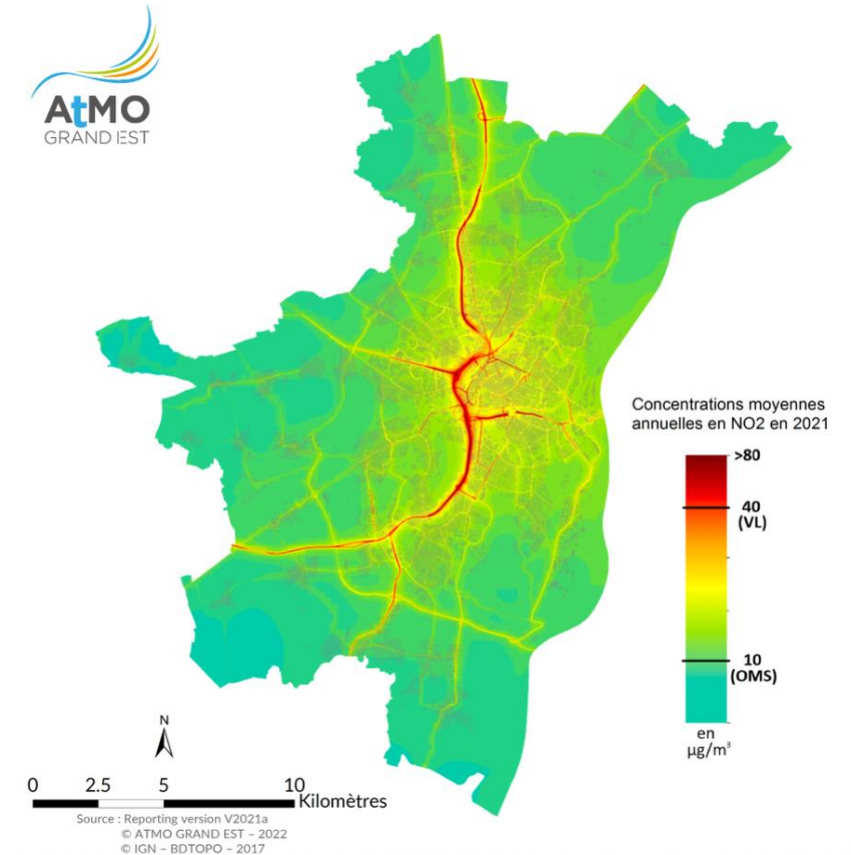 AtMO
GRAND EST
Concentrations moyennes
annuelles en NO2 en 2021
>80
40
(VL)
10
(OMS)
en
µg/m³
N
0 2.5 5 10
Kilomètres
Source : Reporting version V2021a
© ATMO GRAND EST – 2022
© IGN – BDTOPO – 2017